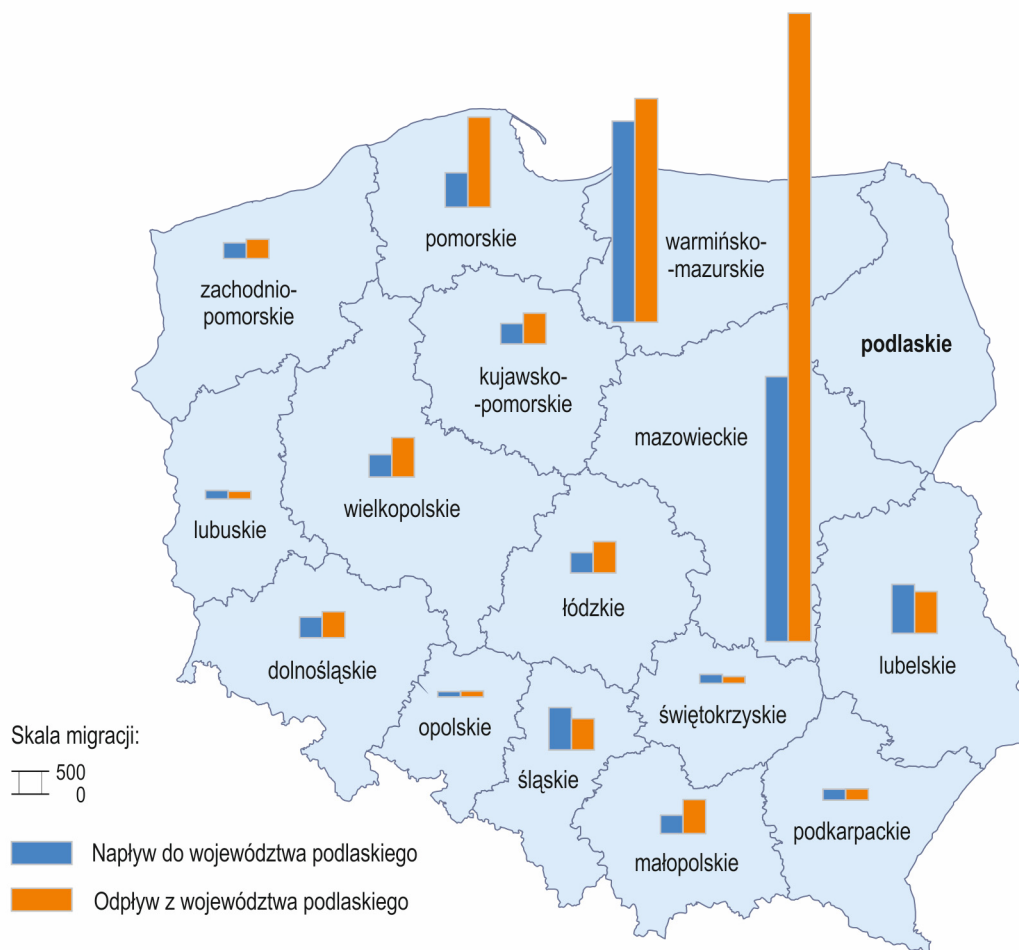 pomorskie
warmińsko-
-mazurskie
zachodnio-
pomorskie
podlaskie
kujawsko-
-pomorskie
mazowieckie
wielkopolskie
lubuskie
łódzkie
dolnośląskie
lubelskie
opolskie
świętokrzyskie
śląskie
podkarpackie
małopolskie
Skala migracji:
500
0
Napływ do województwa podlaskiego
Odpływ z województwa podlaskiego